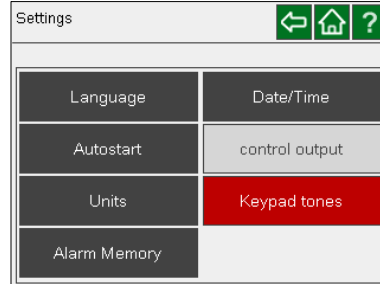 Settings
?
Language
Date/Time
Autostart
control output
Units
Keypad tones
Alarm Memory